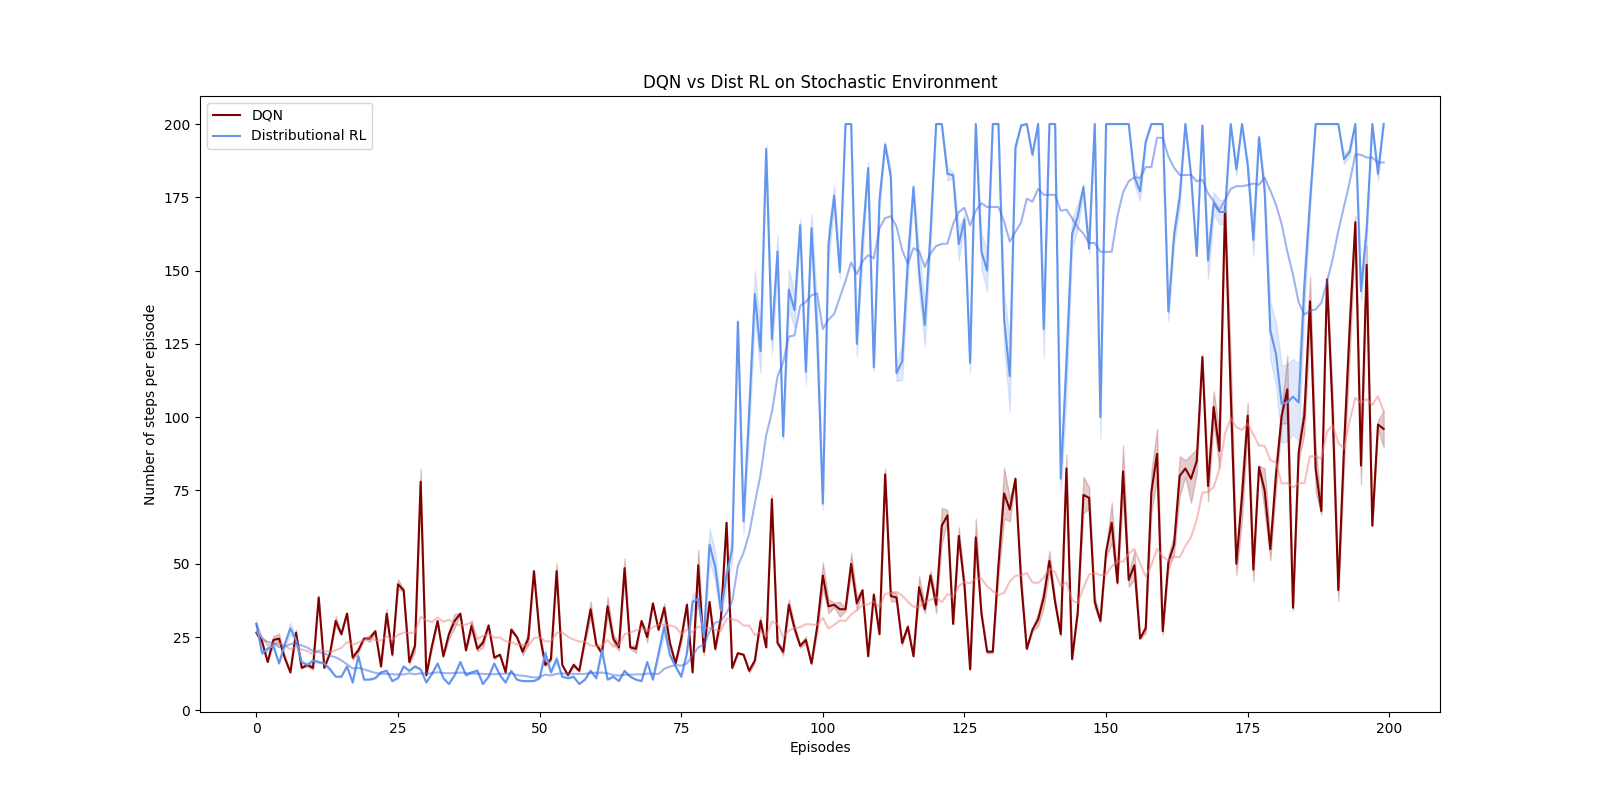 DQN vs Dist RL on Stochastic Environment
DQN
Distributional RL
Number of steps per episode
200
175
150
125
100
75
50
25
0
0 25 50 75 100 125 150 175 200
Episodes